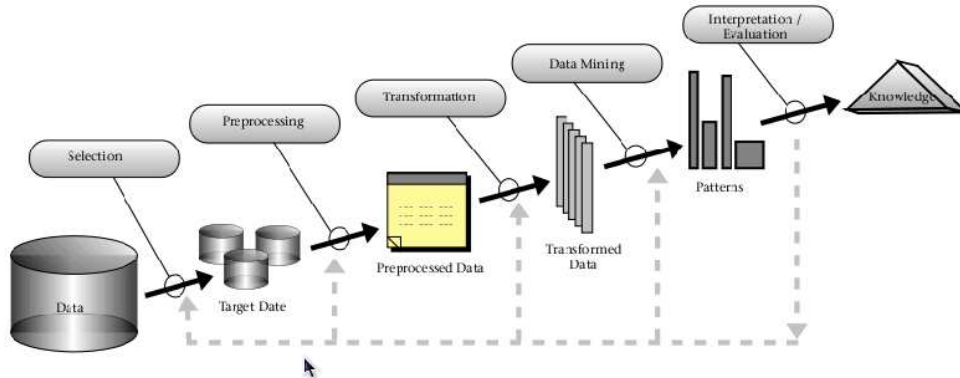 Interpretation /
Evaluation
Data Mining
Transformation
Preprocessing
Selection
Knowledge
Patterns
Transformed
Data
Preprocessed Data
Target Date
Data